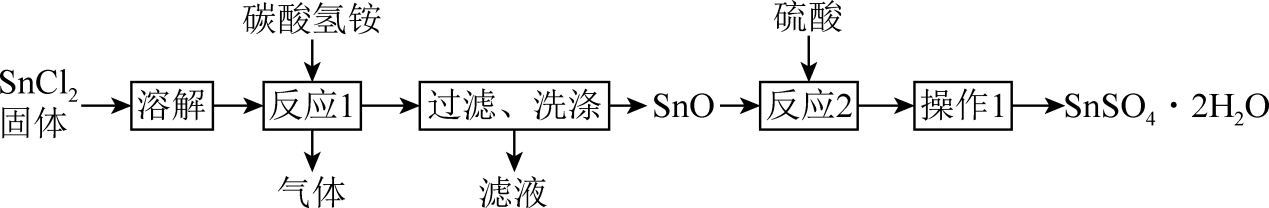 碳酸氢铵
硫酸
SnCl₂
固体
溶解
反应1
过滤、洗涤
SnO
反应2
操作1
SnSO₄·2H₂O
气体
滤液